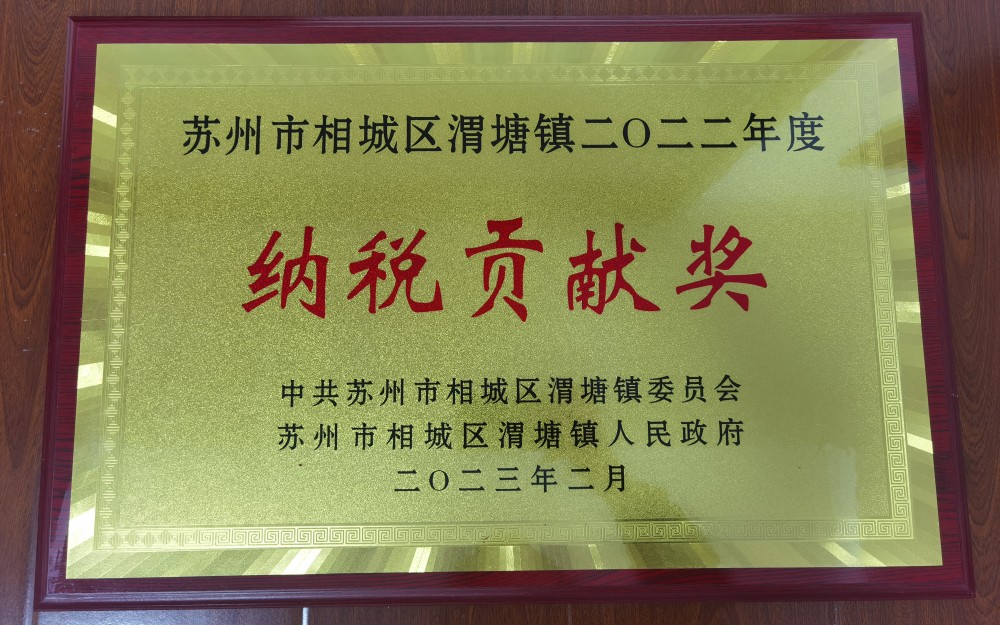 苏州市相城区渭塘镇二〇二二年度
纳税贡献奖
中共苏州市相城区渭塘镇委员会
苏州市相城区渭塘镇人民政府
二〇二三年二月